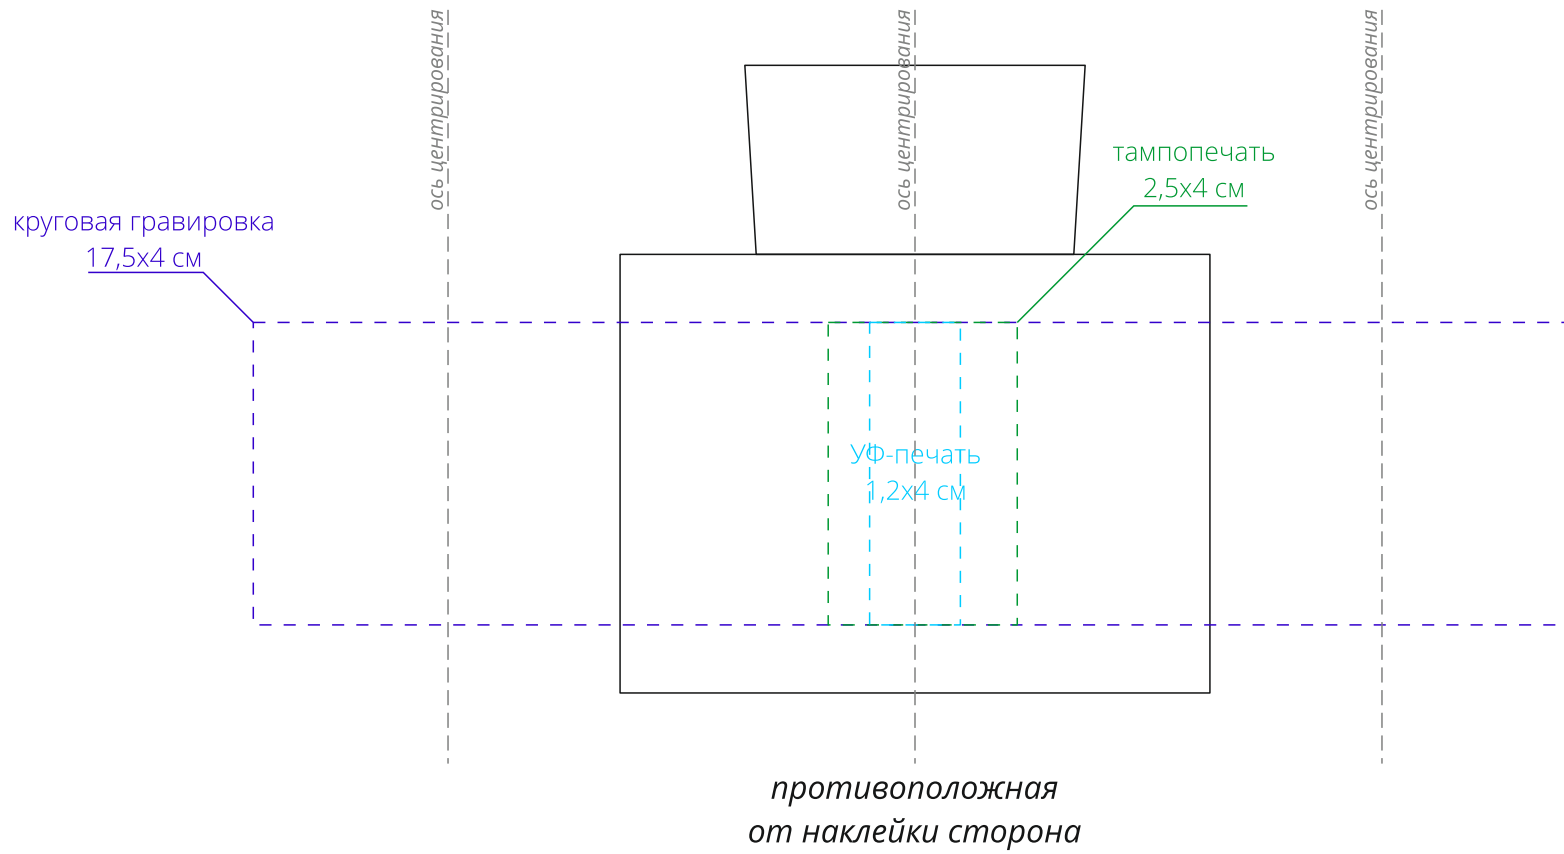 ось центрирования
ось центрирования
ось центрирования
тампопечать
2,5х4 см
круговая гравировка
17,5х4 см
УФ-печать
1,2х4 см
противоположная
от наклейки сторона